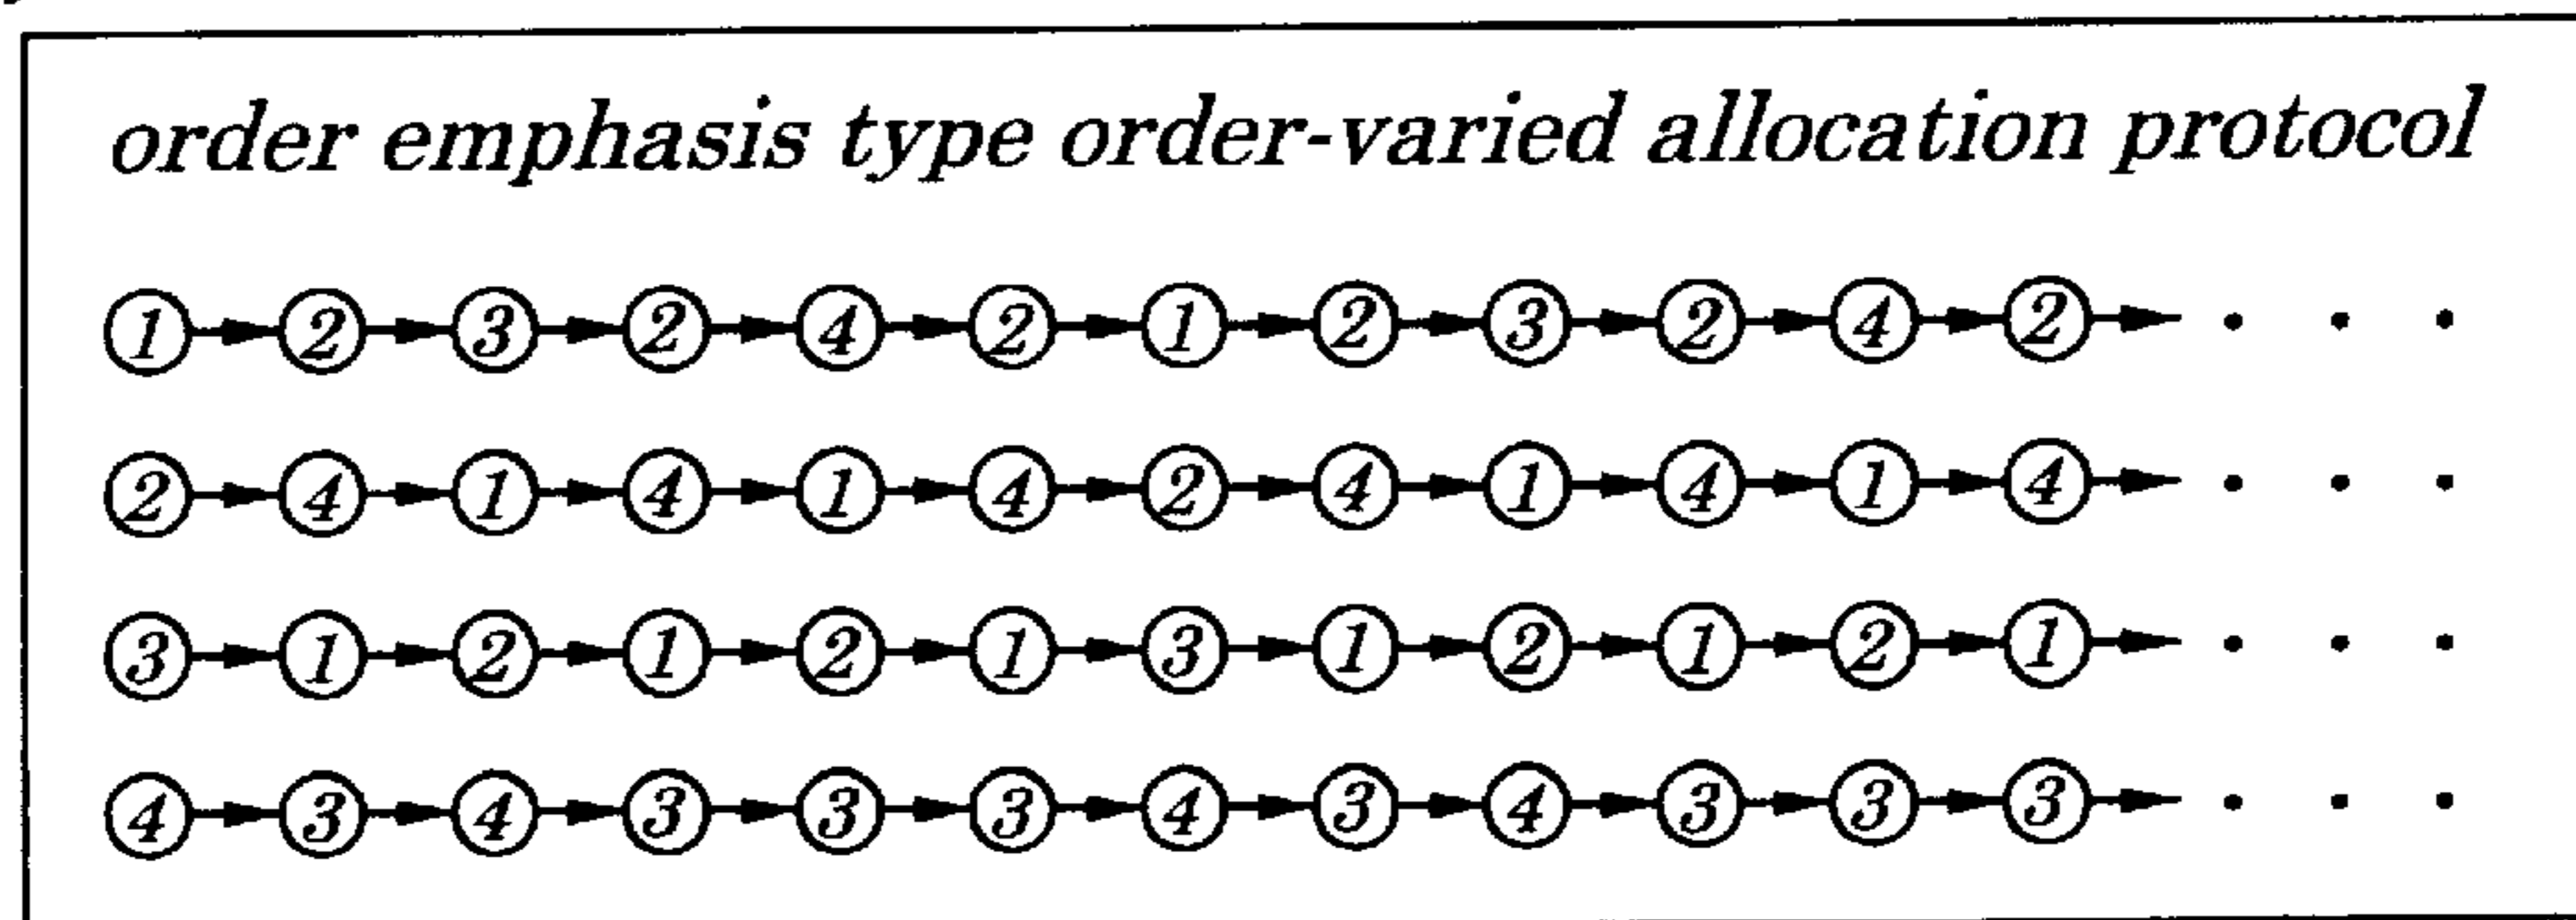 order emphasis type order-varied allocation protocol
1 2 3 2 4 2 1 2 3 2 4 2 . . .
2 4 1 4 1 4 2 4 1 4 1 4 . . .
3 1 2 1 2 1 3 1 2 1 2 1 . . .
4 3 4 3 3 3 4 3 4 3 3 3 . . .